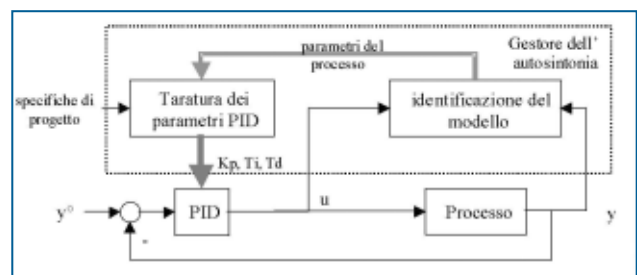 parametri del
processo
Gestore dell'
autosintonia
specifiche di
progetto
Taratura dei
parametri PID
identificazione del
modello
Kp, Ti, Td
y°
PID
u
Processo
y
-